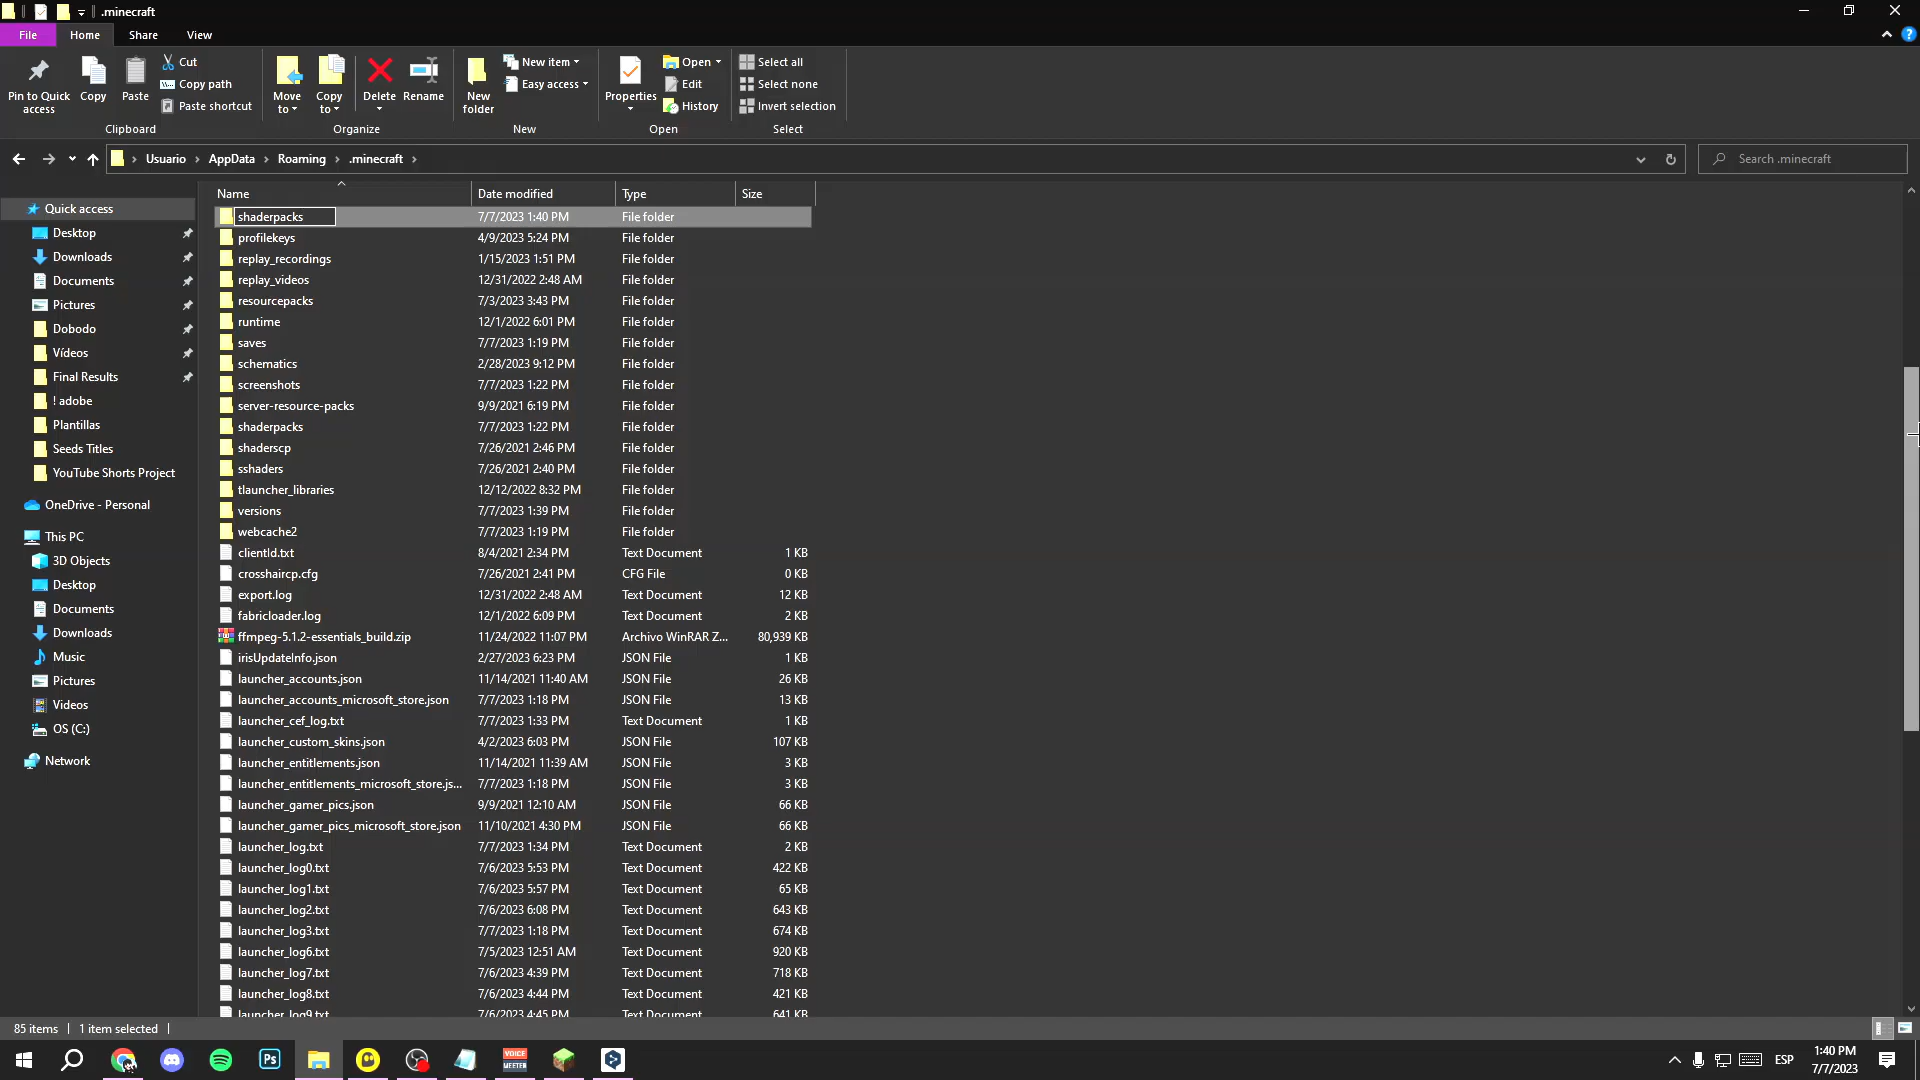 .minecraft
File Home Share View
Pin to Quick access
Copy
Paste
Cut
Copy path
Paste shortcut
Clipboard
Move to
Copy to
Delete
Rename
Organize
New folder
New item
Easy access
New
Properties
Open
Edit
History
Open
Select all
Select none
Invert selection
Select
Usuario > AppData > Roaming > .minecraft >
Search .minecraft
Quick access
Desktop
Downloads
Documents
Pictures
Dobodo
Vídeos
Final Results
! adobe
Plantillas
Seeds Titles
YouTube Shorts Project
OneDrive - Personal
This PC
3D Objects
Desktop
Documents
Downloads
Music
Pictures
Videos
OS (C:)
Network
Name Date modified Type Size
shaderpacks 7/7/2023 1:40 PM File folder
profilekeys 4/9/2023 5:24 PM File folder
replay_recordings 1/15/2023 1:51 PM File folder
replay_videos 12/31/2022 2:48 AM File folder
resourcepacks 7/3/2023 3:43 PM File folder
runtime 12/1/2022 6:01 PM File folder
saves 7/7/2023 1:19 PM File folder
schematics 2/28/2023 9:12 PM File folder
screenshots 7/7/2023 1:22 PM File folder
server-resource-packs 9/9/2021 6:19 PM File folder
shaderpacks 7/7/2023 1:22 PM File folder
shaderscp 7/26/2021 2:46 PM File folder
sshaders 7/26/2021 2:40 PM File folder
tlauncher_libraries 12/12/2022 8:32 PM File folder
versions 7/7/2023 1:39 PM File folder
webcache2 7/7/2023 1:19 PM File folder
clientId.txt 8/4/2021 2:34 PM Text Document 1 KB
crosshaircp.cfg 7/26/2021 2:41 PM CFG File 0 KB
export.log 12/31/2022 2:48 AM Text Document 12 KB
fabricloader.log 12/1/2022 6:09 PM Text Document 2 KB
ffmpeg-5.1.2-essentials_build.zip 11/24/2022 11:07 PM Archivo WinRAR Z... 80,939 KB
irisUpdateInfo.json 2/27/2023 6:23 PM JSON File 1 KB
launcher_accounts.json 11/14/2021 11:40 AM JSON File 26 KB
launcher_accounts_microsoft_store.json 7/7/2023 1:18 PM JSON File 13 KB
launcher_cef_log.txt 7/7/2023 1:33 PM Text Document 1 KB
launcher_custom_skins.json 4/2/2023 6:03 PM JSON File 107 KB
launcher_entitlements.json 11/14/2021 11:39 AM JSON File 3 KB
launcher_entitlements_microsoft_store.js... 7/7/2023 1:18 PM JSON File 3 KB
launcher_gamer_pics.json 9/9/2021 12:10 AM JSON File 66 KB
launcher_gamer_pics_microsoft_store.json 11/10/2021 4:30 PM JSON File 66 KB
launcher_log.txt 7/7/2023 1:34 PM Text Document 2 KB
launcher_log0.txt 7/6/2023 5:53 PM Text Document 422 KB
launcher_log1.txt 7/6/2023 5:57 PM Text Document 65 KB
launcher_log2.txt 7/6/2023 6:08 PM Text Document 643 KB
launcher_log3.txt 7/7/2023 1:18 PM Text Document 674 KB
launcher_log6.txt 7/5/2023 12:51 AM Text Document 920 KB
launcher_log7.txt 7/6/2023 4:39 PM Text Document 718 KB
launcher_log8.txt 7/6/2023 4:44 PM Text Document 421 KB
launcher_log9.txt 7/6/2023 4:45 PM Text Document 641 KB
85 items 1 item selected
Ps
VOICE
MEETER
ESP
1:40 PM
7/7/2023